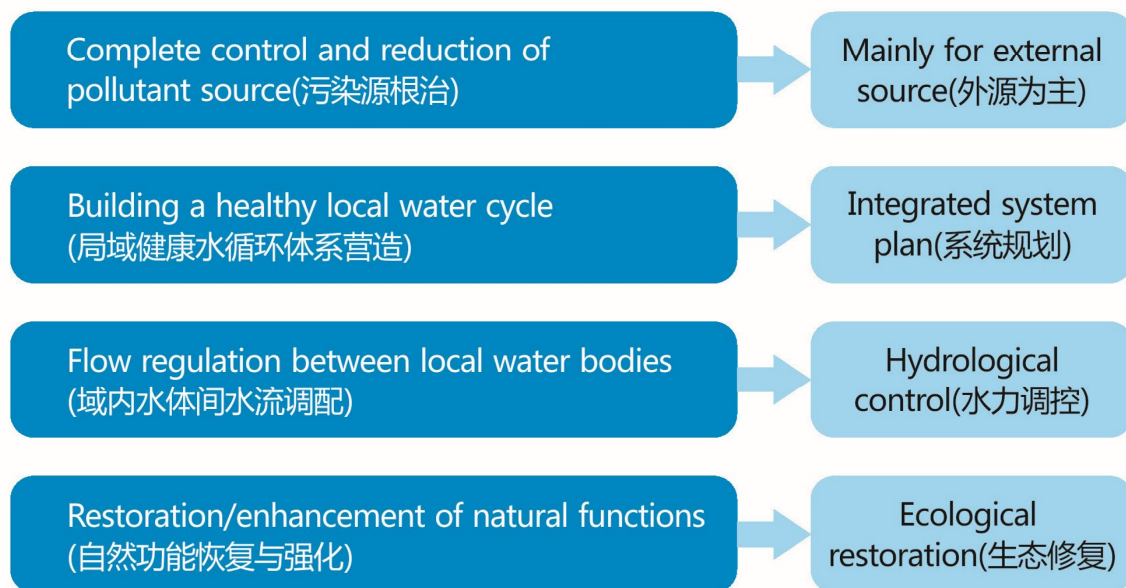 Complete control and reduction of
pollutant source(污染源根治)
Mainly for external
source(外源为主)
Building a healthy local water cycle
(局域健康水循环体系营造)
Integrated system
plan(系统规划)
Flow regulation between local water bodies
(域内水体间水流调配)
Hydrological
control(水力调控)
Restoration/enhancement of natural functions
(自然功能恢复与强化)
Ecological
restoration(生态修复)